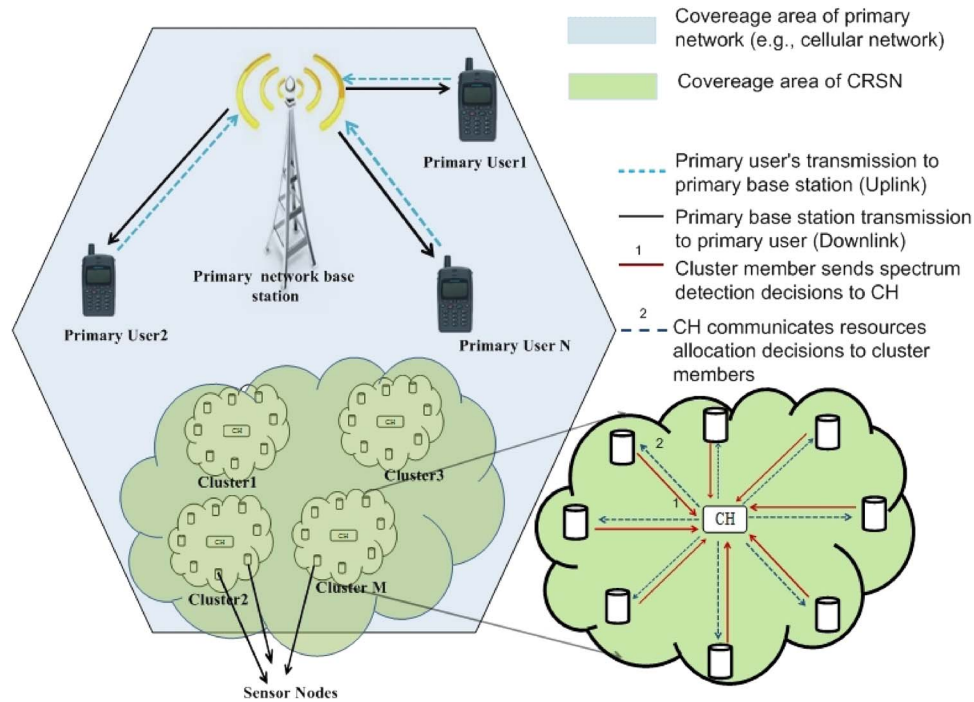 Covereage area of primary
network (e.g., cellular network)
Covereage area of CRSN
Primary User1
Primary user's transmission to
primary base station (Uplink)
Primary base station transmission
to primary user (Downlink)
1
Cluster member sends spectrum
detection decisions to CH
2
CH communicates resources
allocation decisions to cluster
members
Primary network base
station
Primary User2
Primary User N
CH
Cluster1
CH
Cluster3
CH
Cluster2
CH
Cluster M
Sensor Nodes
2
1
CH